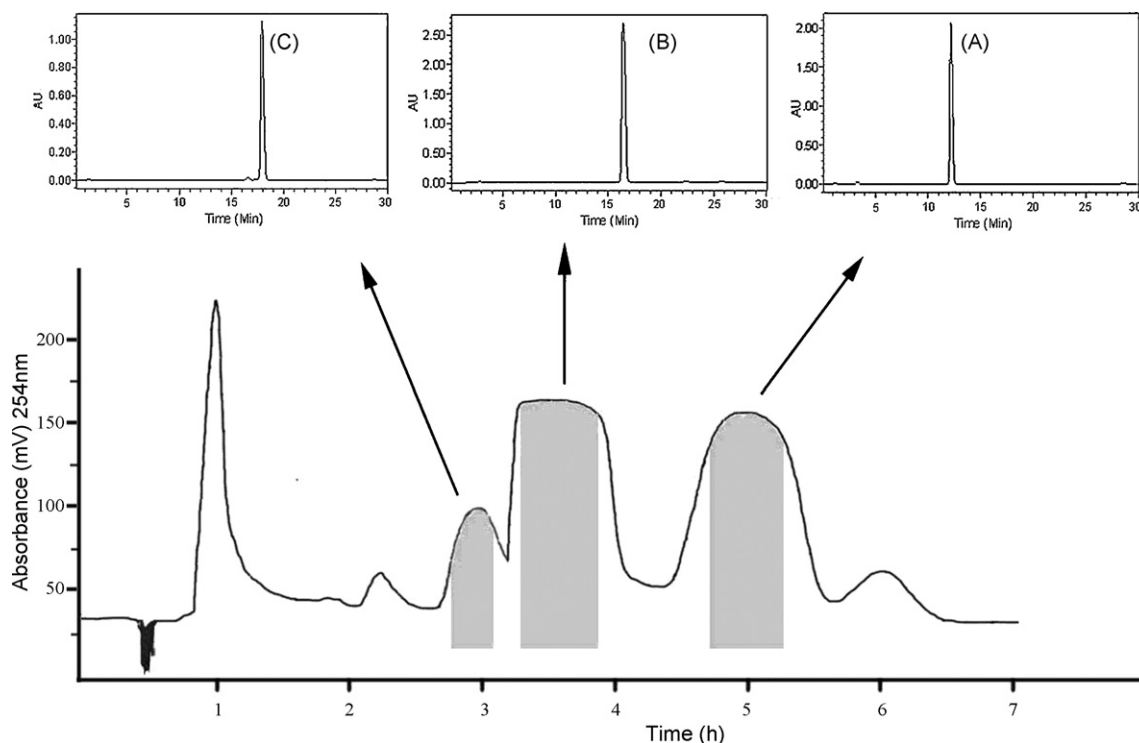 (C)
AU
1.00
0.80
0.60
0.40
0.20
0.00
5 10 15 20 25 30
Time (Min)
(B)
AU
2.50
2.00
1.50
1.00
0.50
0.00
5 10 15 20 25 30
Time (Min)
(A)
AU
2.00
1.50
1.00
0.50
0.00
5 10 15 20 25 30
Time (Min)
Absorbance (mV) 254nm
200
150
100
50
1 2 3 4 5 6 7
Time (h)